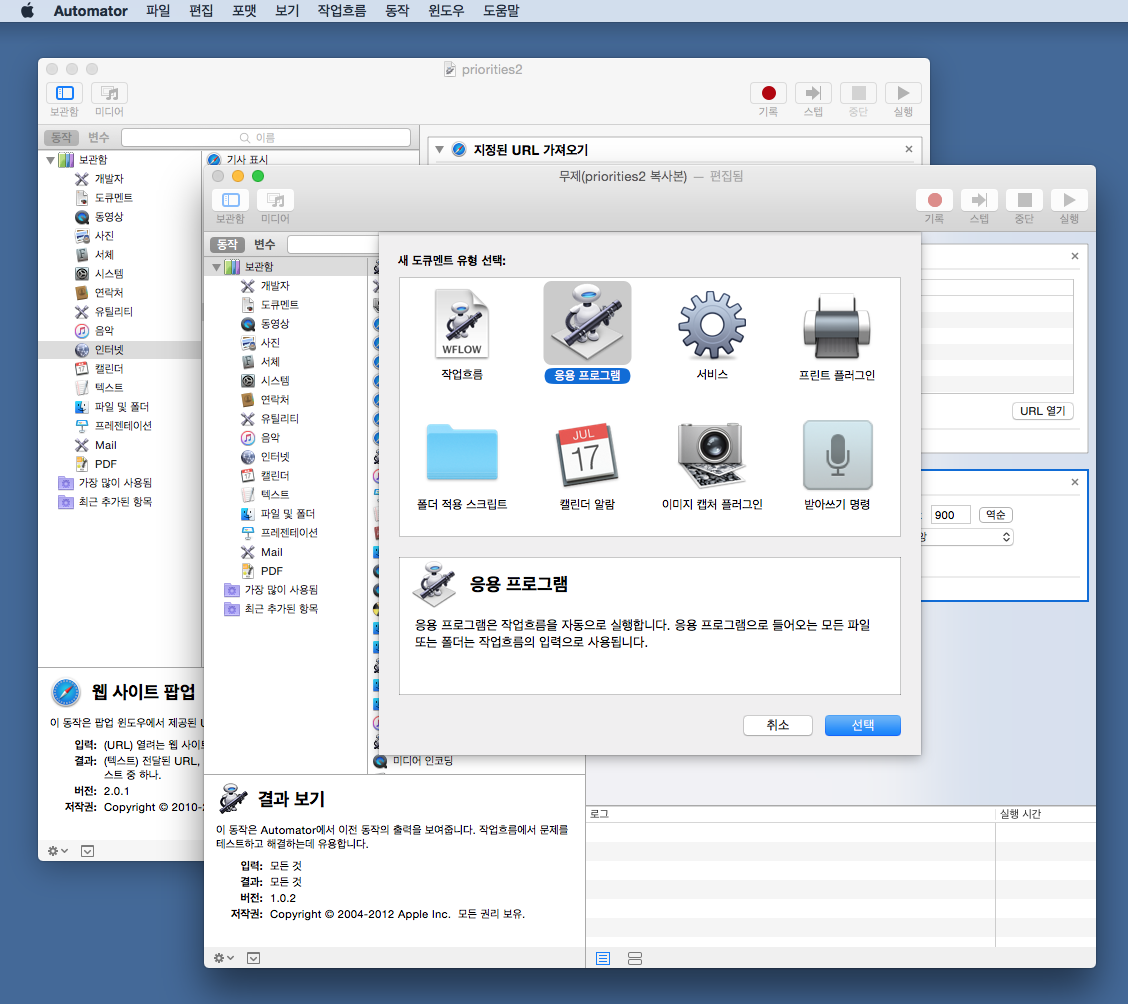 Automator 파일 편집 포맷 보기 작업흐름 동작 윈도우 도움말
priorities2
보관함 미디어
기록 스텝 중단 실행
동작 변수 이름
지정된 URL 가져오기
보관함
개발자
도큐멘트
동영상
사진
서체
시스템
연락처
유틸리티
음악
인터넷
캘린더
텍스트
파일 및 폴더
프레젠테이션
Mail
PDF
가장 많이 사용됨
최근 추가된 항목
기사 표시
웹 사이트 팝업
이 동작은 팝업 윈도우에서 제공된
입력: (URL) 열려는 웹 사이트
결과: (텍스트) 전달된 URL,
스트 중 하나.
버전: 2.0.1
저작권: Copyright © 2010-2
무제(priorities2 복사본) — 편집됨
보관함 미디어
기록 스텝 중단 실행
동작 변수
보관함
개발자
도큐멘트
동영상
사진
서체
시스템
연락처
유틸리티
음악
인터넷
캘린더
텍스트
파일 및 폴더
프레젠테이션
Mail
PDF
가장 많이 사용됨
최근 추가된 항목
새 도큐멘트 유형 선택:
WFLOW
JUL
17
작업흐름 응용 프로그램 서비스 프린트 플러그인
폴더 적용 스크립트 캘린더 알람 이미지 캡처 플러그인 받아쓰기 명령
응용 프로그램
응용 프로그램은 작업흐름을 자동으로 실행합니다. 응용 프로그램으로 들어오는 모든 파일
또는 폴더는 작업흐름의 입력으로 사용됩니다.
취소 선택
URL 열기
900 역순
미디어 인코딩
결과 보기
이 동작은 Automator에서 이전 동작의 출력을 보여줍니다. 작업흐름에서 문제를
테스트하고 해결하는데 유용합니다.
입력: 모든 것
결과: 모든 것
버전: 1.0.2
저작권: Copyright © 2004-2012 Apple Inc. 모든 권리 보유.
로그 실행 시간